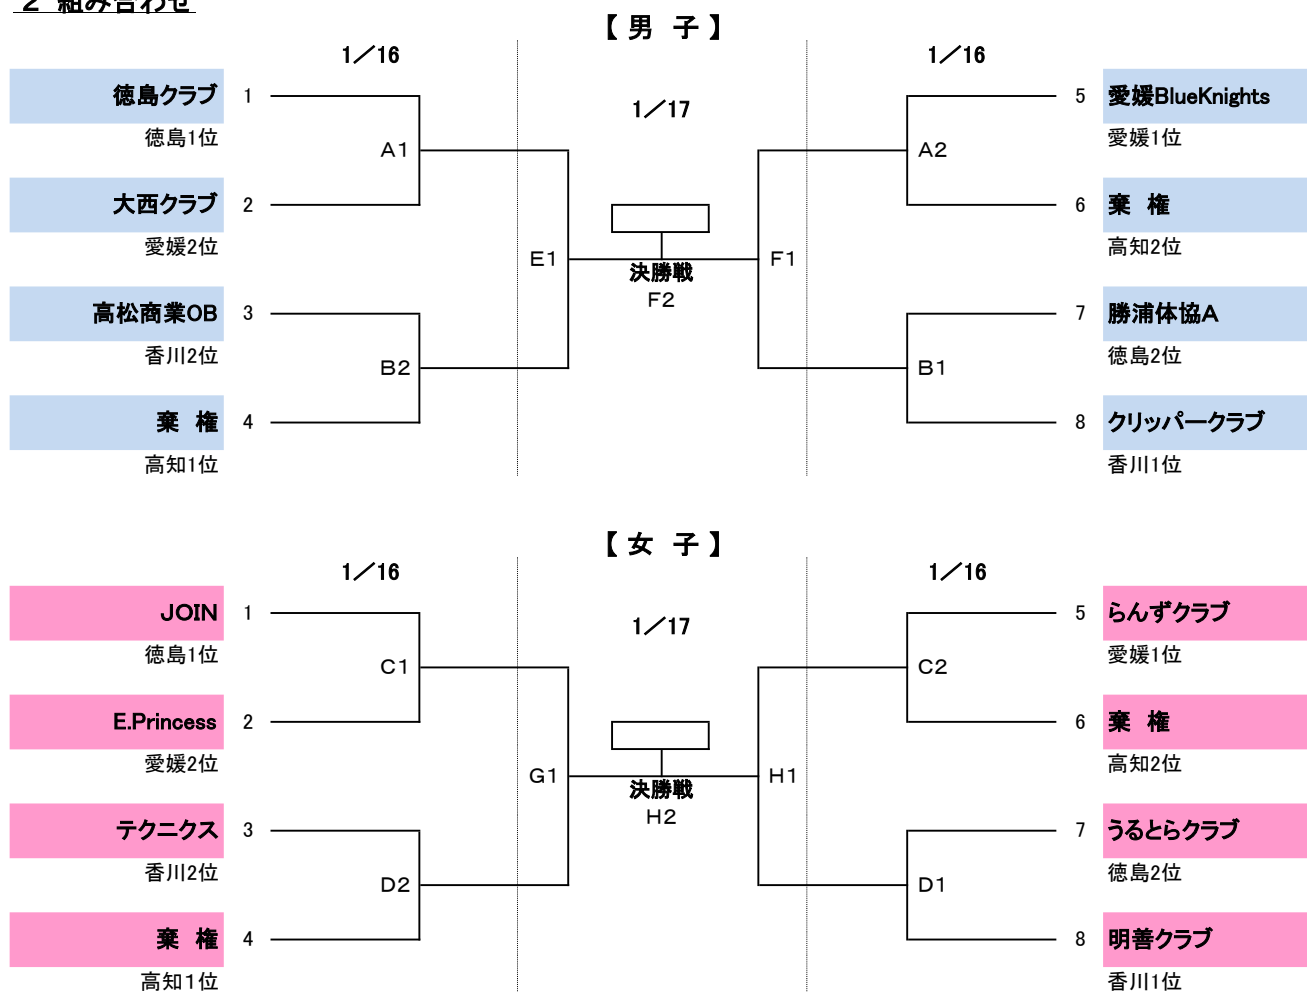 ２ 組み合わせ
【 男 子 】
1／16
1／16
徳島クラブ 1
5 愛媛BlueKnights
1／17
徳島1位
愛媛1位
A1
A2
大西クラブ 2
6 棄 権
愛媛2位
高知2位
E1
F1
決勝戦
F2
高松商業OB 3
7 勝浦体協A
香川2位
徳島2位
B2
B1
棄 権 4
8 クリッパークラブ
高知1位
香川1位
【 女 子 】
1／16
1／16
JOIN 1
5 らんずクラブ
1／17
徳島1位
愛媛1位
C1
C2
E.Princess 2
6 棄 権
愛媛2位
高知2位
G1
H1
決勝戦
H2
テクニクス 3
7 うるとらクラブ
香川2位
徳島2位
D2
D1
棄 権 4
8 明善クラブ
高知１位
香川1位